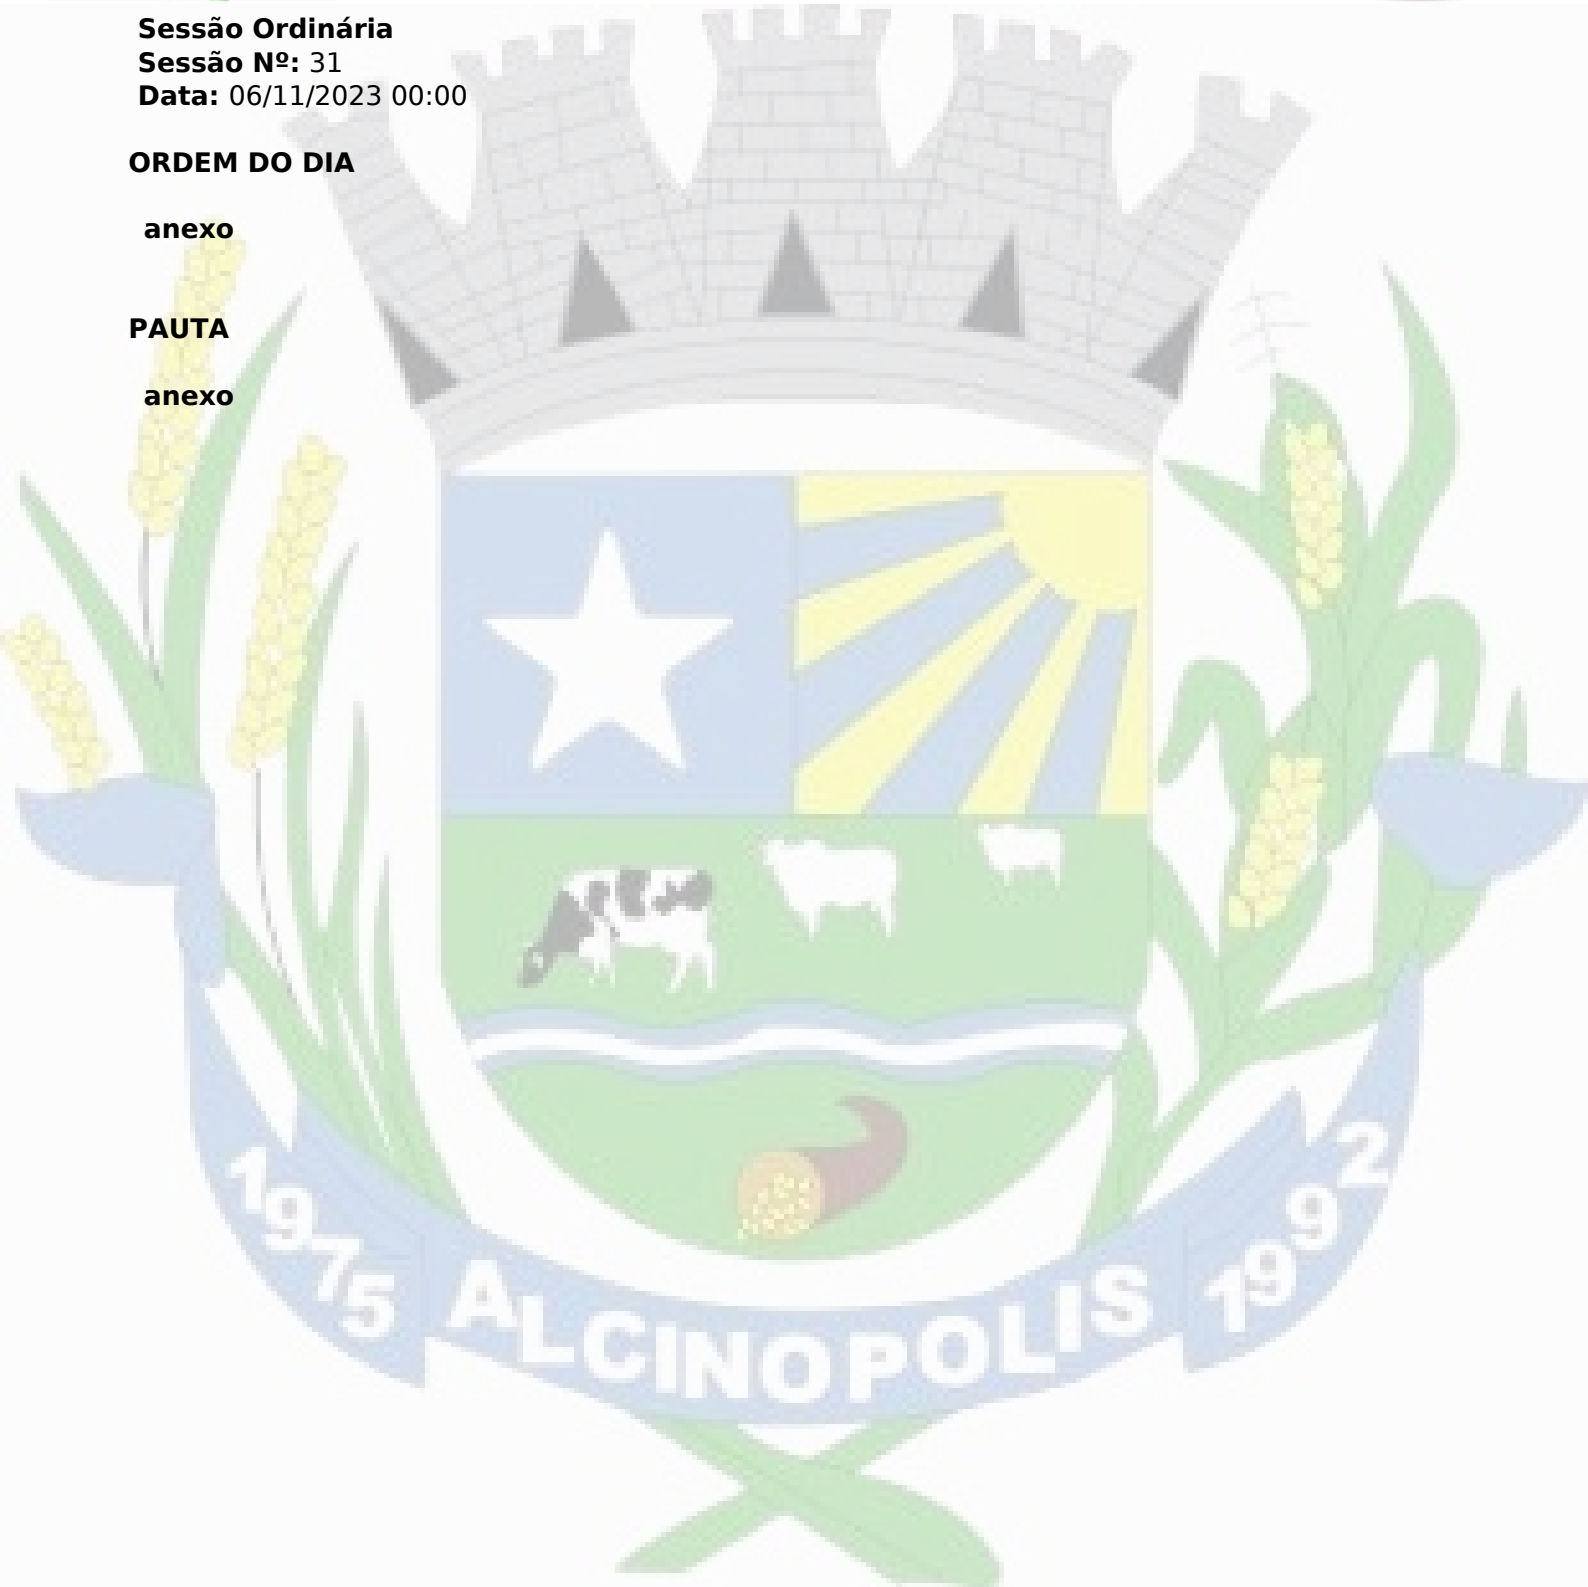 Sessão Ordinária
Sessão Nº: 31
Data: 06/11/2023 00:00
ORDEM DO DIA
anexo
PAUTA
anexo
1975 ALCINOPOLIS 1992